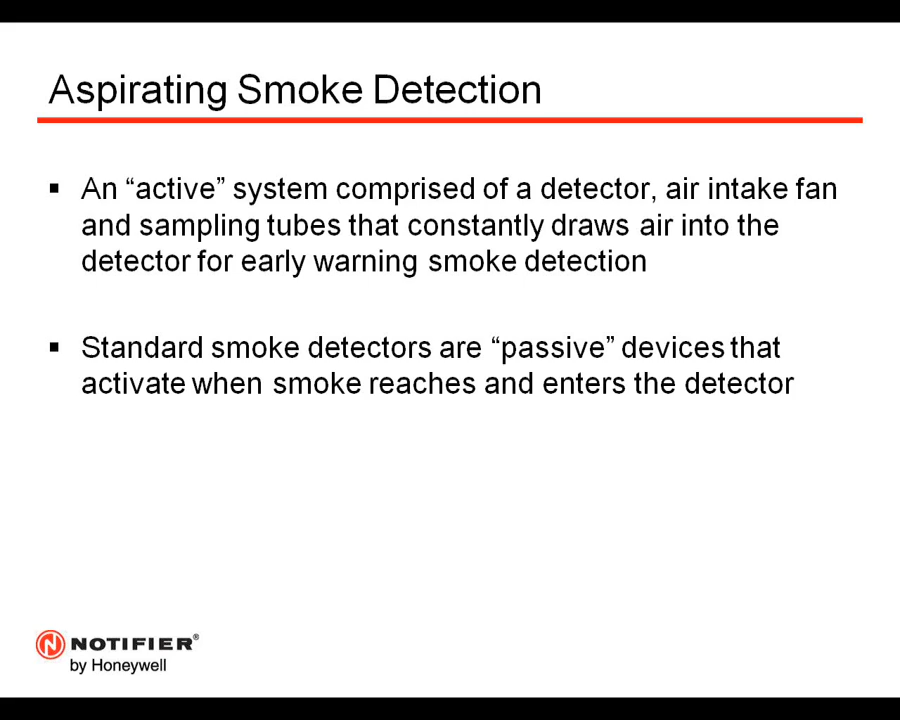 Aspirating Smoke Detection
▪ An “active” system comprised of a detector, air intake fan
and sampling tubes that constantly draws air into the
detector for early warning smoke detection
▪ Standard smoke detectors are “passive” devices that
activate when smoke reaches and enters the detector
N NOTIFIER®
by Honeywell